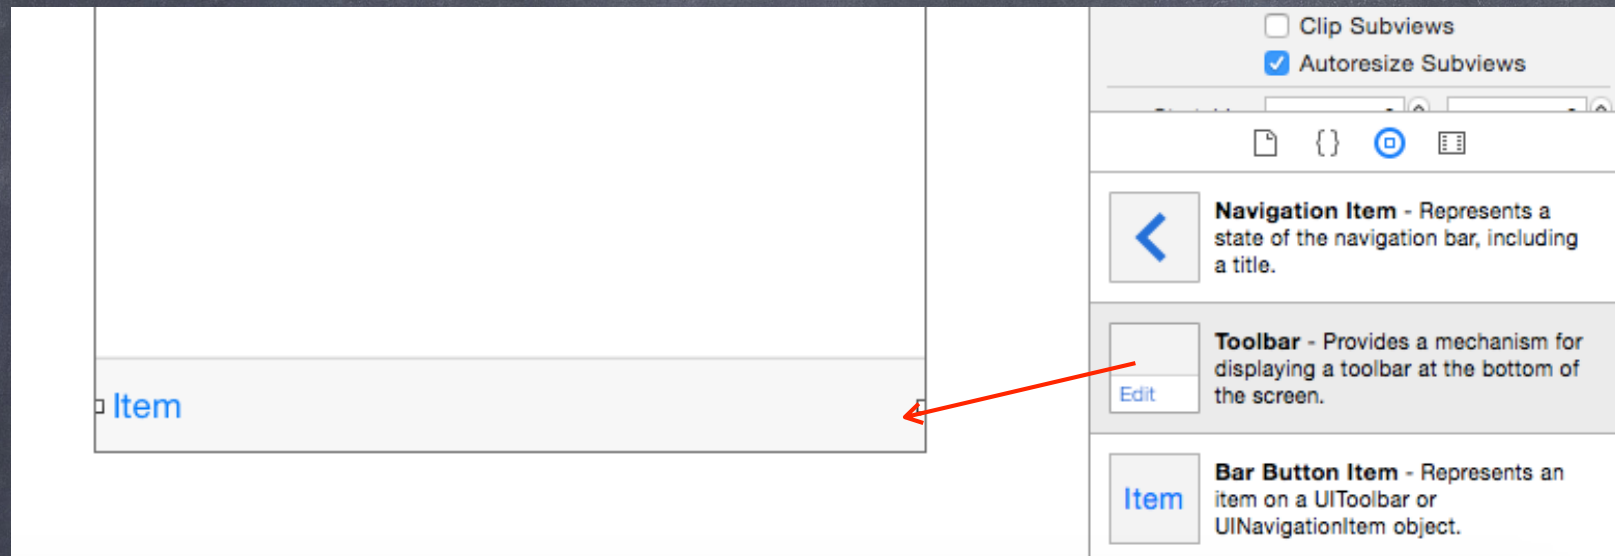 Clip Subviews
Autoresize Subviews
{ }
Navigation Item - Represents a
state of the navigation bar, including
a title.
Toolbar - Provides a mechanism for
displaying a toolbar at the bottom of
the screen.
Edit
Item
Bar Button Item - Represents an
item on a UIToolbar or
UINavigationItem object.
Item